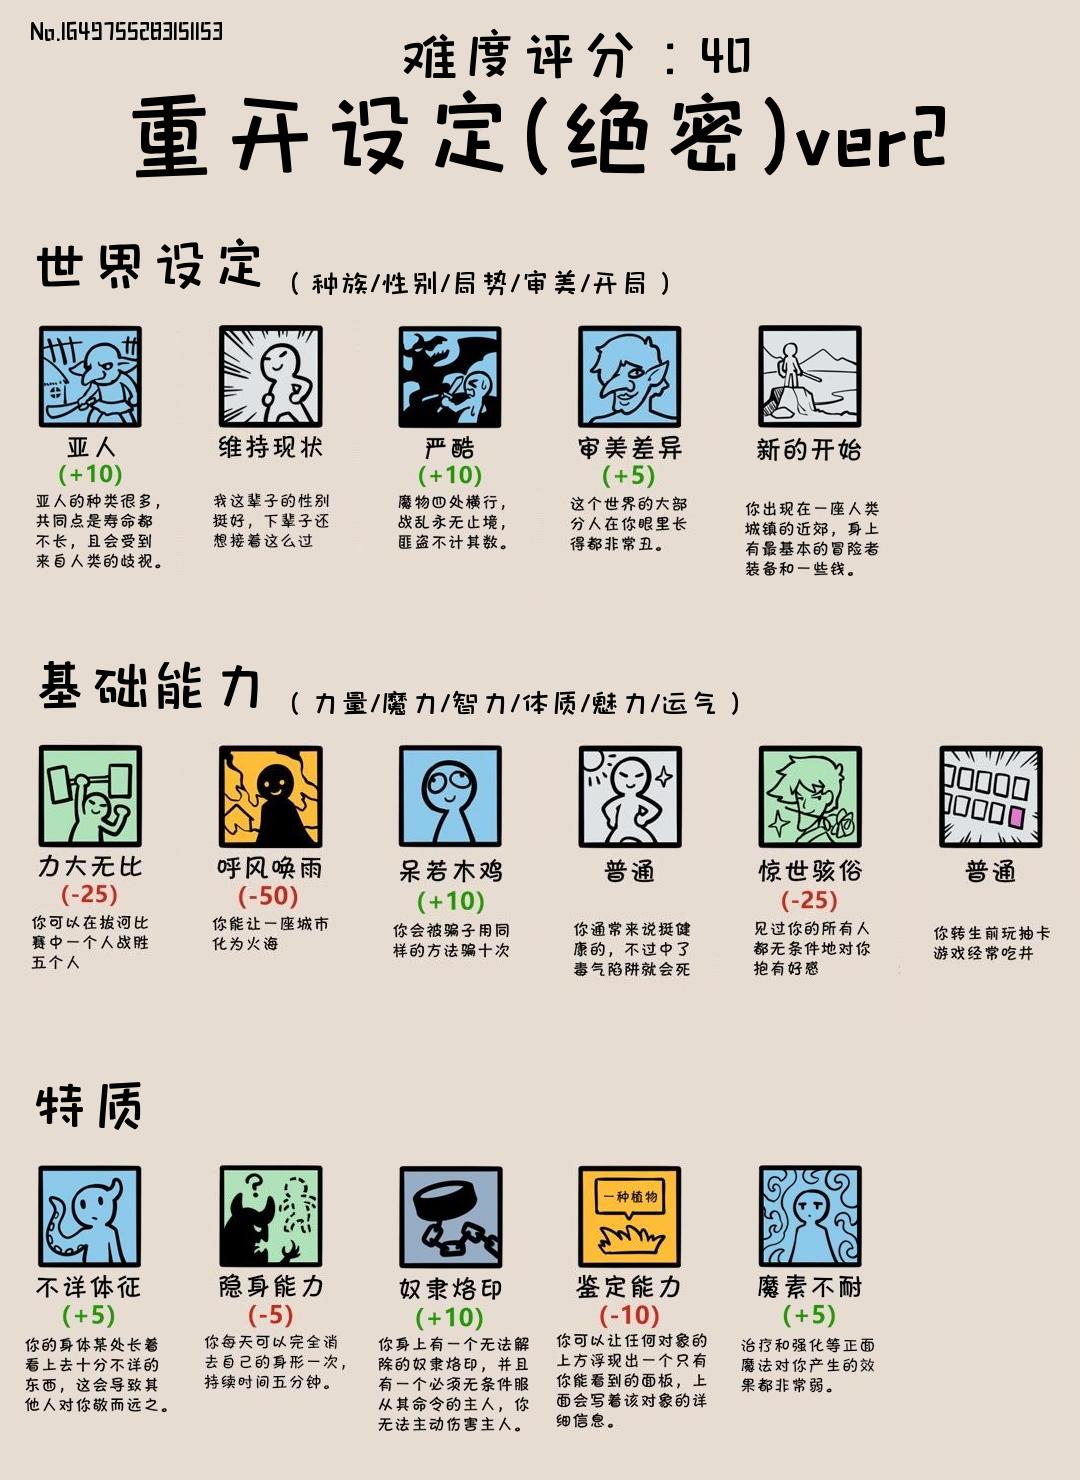 No.1649755283151153
难度评分：40
重开设定(绝密)ver2
世界设定（种族/性别/局势/审美/开局）
亚人
(+10)
亚人的种类很多，
共同点是寿命都
不长，且会受到
来自人类的歧视。
维持现状
我这辈子的性别
挺好，下辈子还
想接着这么过
严酷
(+10)
魔物四处横行，
战乱永无止境，
匪盗不计其数。
审美差异
(+5)
这个世界的大部
分人在你眼里长
得都非常丑。
新的开始
你出现在一座人类
城镇的近郊，身上
有最基本的冒险者
装备和一些钱。
基础能力（力量/魔力/智力/体质/魅力/运气）
力大无比
(-25)
你可以在拔河比
赛中一个人战胜
五个人
呼风唤雨
(-50)
你能让一座城市
化为火海
呆若木鸡
(+10)
你会被骗子用同
样的方法骗十次
普通
你通常来说挺健
康的，不过中了
毒气陷阱就会死
惊世骇俗
(-25)
见过你的所有人
都无条件地对你
抱有好感
普通
你转生前玩抽卡
游戏经常吃井
特质
不详体征
(+5)
你的身体某处长着
看上去十分不详的
东西，这会导致其
他人对你敬而远之。
隐身能力
(-5)
你每天可以完全消
去自己的身形一次，
持续时间五分钟。
奴隶烙印
(+10)
你身上有一个无法解
除的奴隶烙印，并且
有一个必须无条件服
从其命令的主人，你
无法主动伤害主人。
一种植物
鉴定能力
(-10)
你可以让任何对象的
上方浮现出一个只有
你能看到的面板，上
面会写着该对象的详
细信息。
魔素不耐
(+5)
治疗和强化等正面
魔法对你产生的效
果都非常弱。